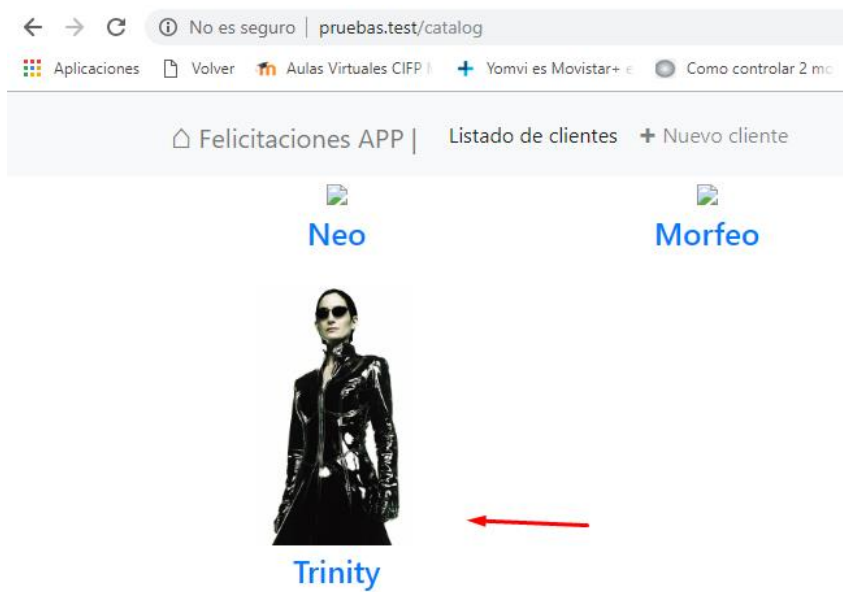 No es seguro | pruebas.test/catalog
Aplicaciones Volver Aulas Virtuales CIFP Yomvi es Movistar+ e Como controlar 2 mo
Felicitaciones APP | Listado de clientes + Nuevo cliente
Neo Morfeo
Trinity